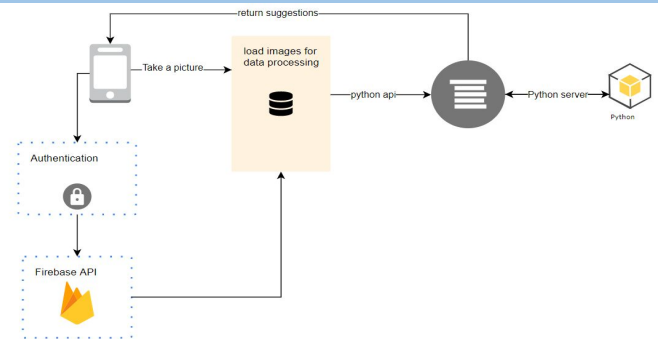 return suggestions
load images for
data processing
Take a picture
python api
Python server
Python
Authentication
Firebase API